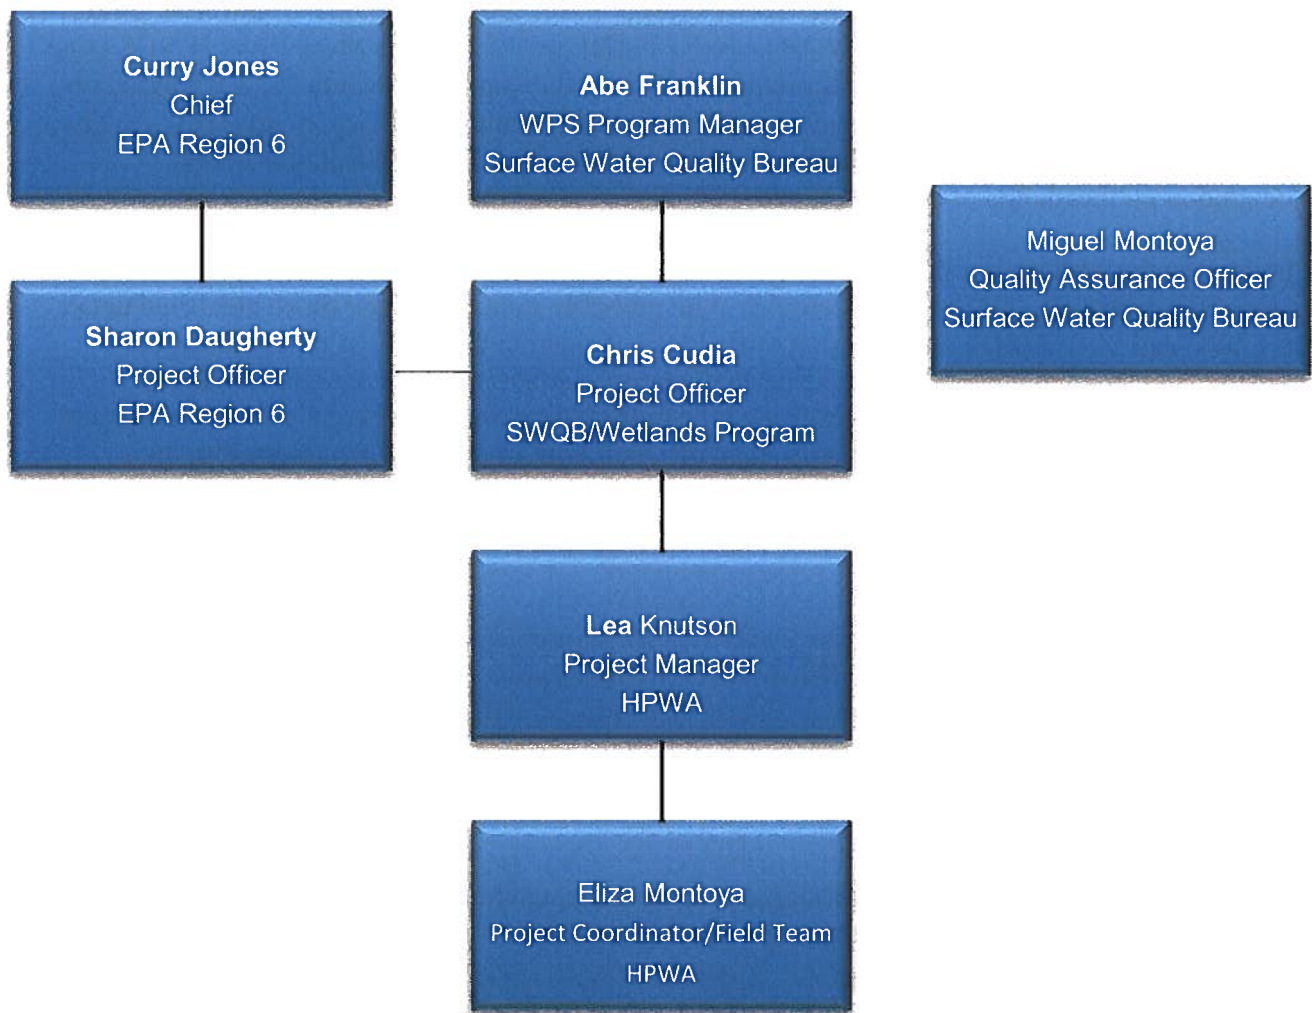 Curry Jones
Chief
EPA Region 6
Abe Franklin
WPS Program Manager
Surface Water Quality Bureau
Miguel Montoya
Quality Assurance Officer
Surface Water Quality Bureau
Sharon Daugherty
Project Officer
EPA Region 6
Chris Cudia
Project Officer
SWQB/Wetlands Program
Lea Knutson
Project Manager
HPWA
Eliza Montoya
Project Coordinator/Field Team
HPWA